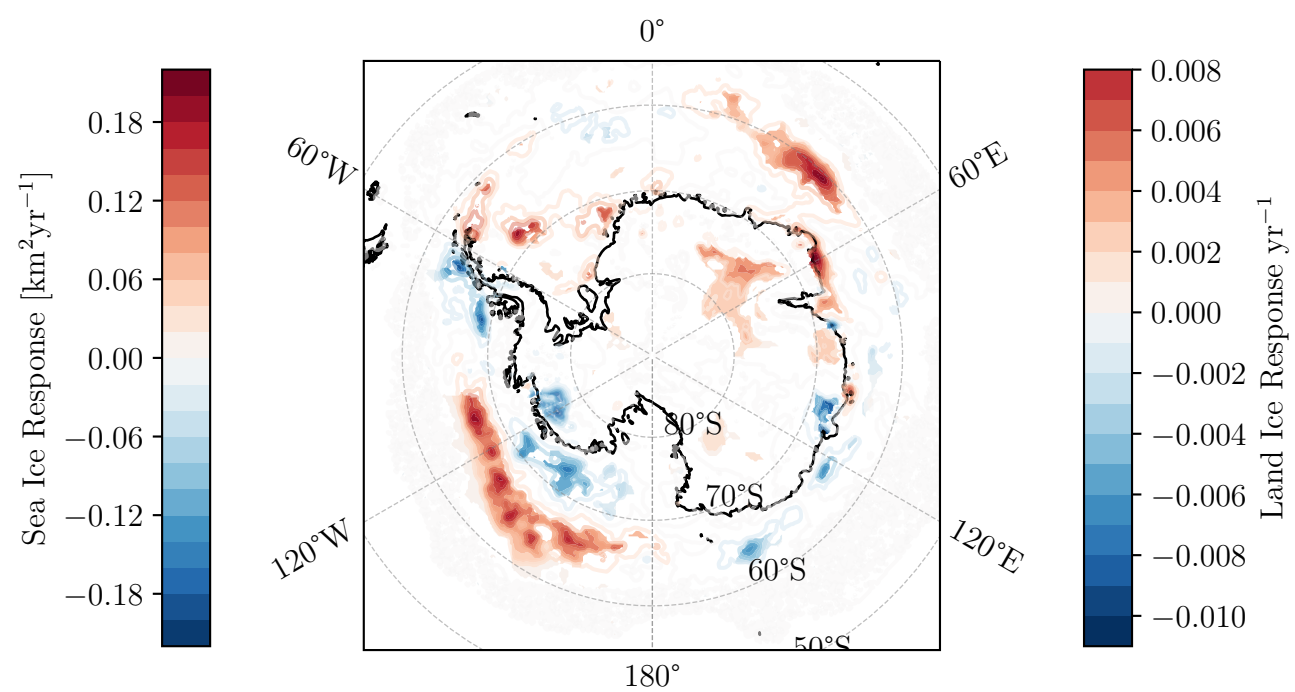 0°
Sea Ice Response [km²yr⁻¹]
0.18
0.12
0.06
0.00
−0.06
−0.12
−0.18
60°W
60°E
120°W
120°E
180°
80°S
70°S
60°S
50°S
0.008
0.006
0.004
0.002
0.000
−0.002
−0.004
−0.006
−0.008
−0.010
Land Ice Response yr⁻¹